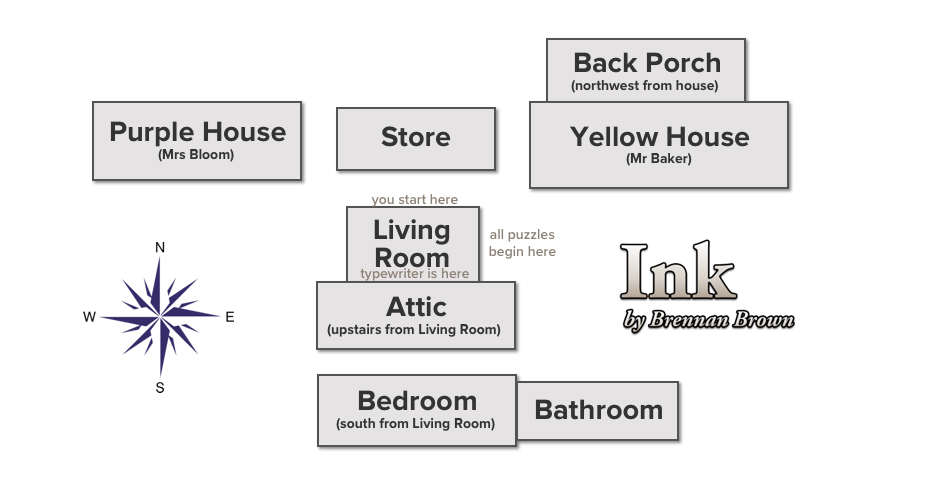 Back Porch
(northwest from house)
Purple House
(Mrs Bloom)
Store
Yellow House
(Mr Baker)
you start here
Living
Room
typewriter is here
all puzzles
begin here
Attic
(upstairs from Living Room)
N
W
E
S
Ink
by Brennan Brown
Bedroom
(south from Living Room)
Bathroom